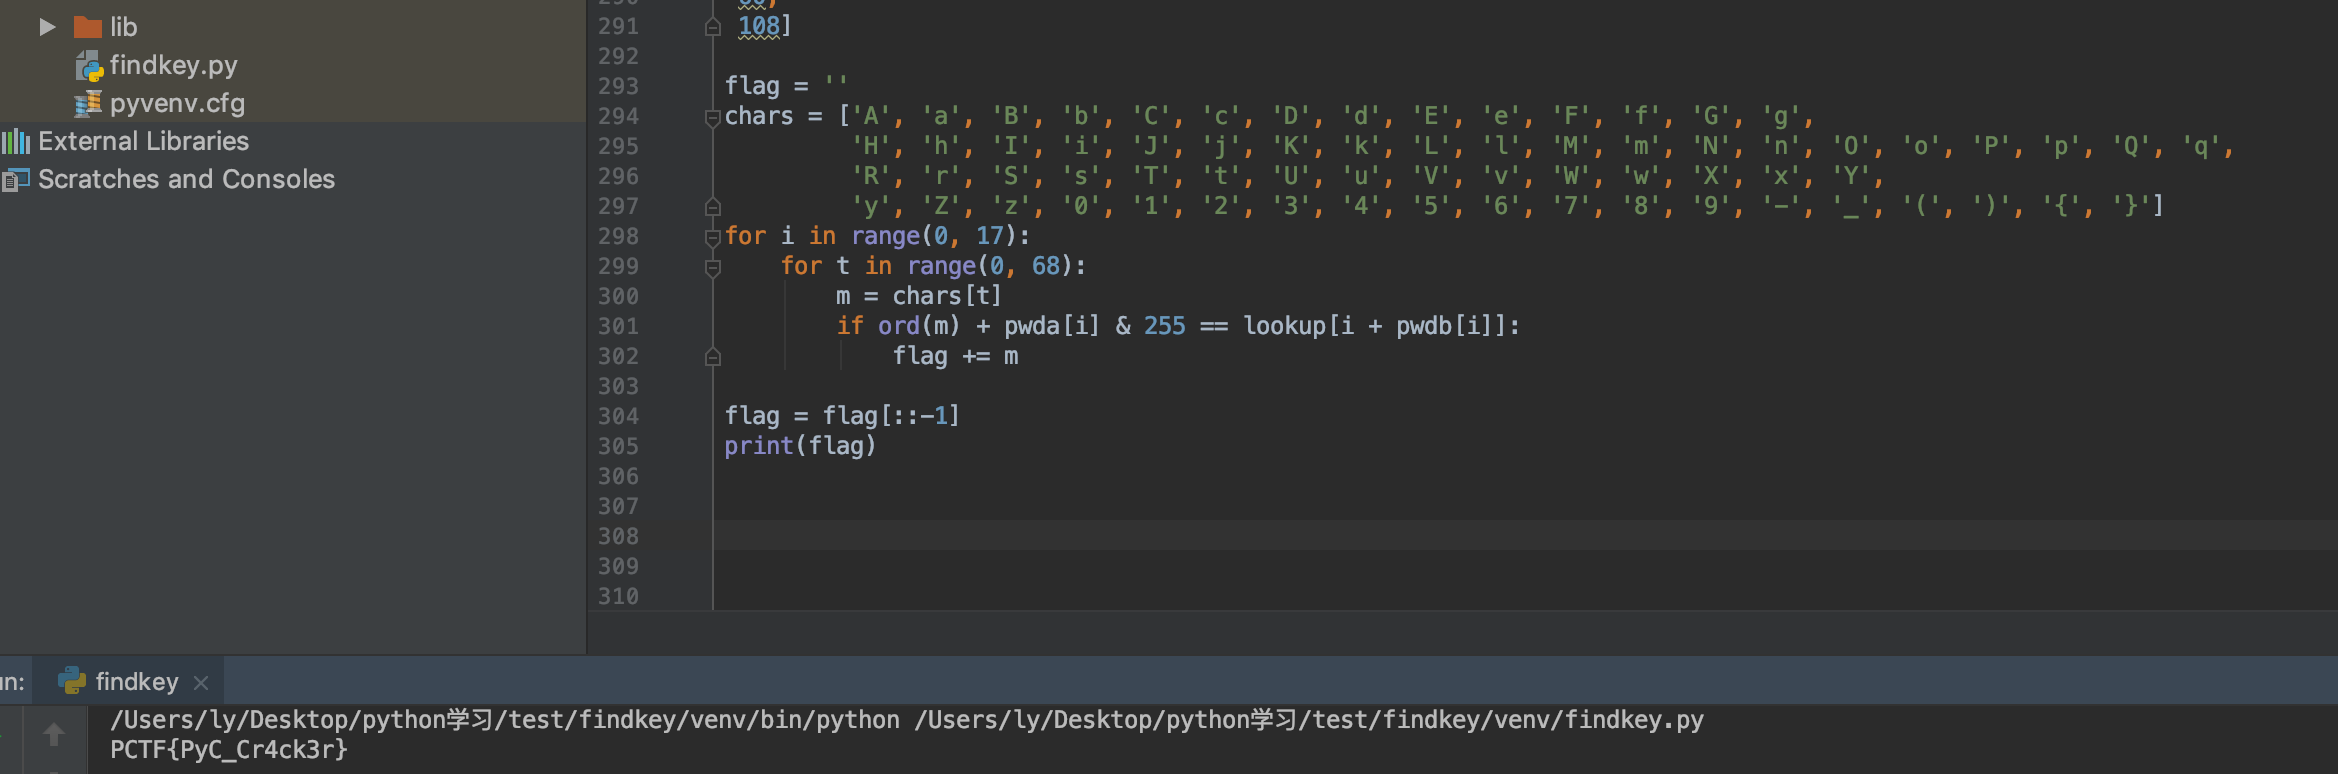 lib
findkey.py
pyvenv.cfg
External Libraries
Scratches and Consoles
291 108]
292
293 flag = ''
294 chars = ['A', 'a', 'B', 'b', 'C', 'c', 'D', 'd', 'E', 'e', 'F', 'f', 'G', 'g',
295 'H', 'h', 'I', 'i', 'J', 'j', 'K', 'k', 'L', 'l', 'M', 'm', 'N', 'n', 'O', 'o', 'P', 'p', 'Q', 'q',
296 'R', 'r', 'S', 's', 'T', 't', 'U', 'u', 'V', 'v', 'W', 'w', 'X', 'x', 'Y',
297 'y', 'Z', 'z', '0', '1', '2', '3', '4', '5', '6', '7', '8', '9', '-', '_', '(', ')', '{', '}']
298 for i in range(0, 17):
299 for t in range(0, 68):
300 m = chars[t]
301 if ord(m) + pwda[i] & 255 == lookup[i + pwdb[i]]:
302 flag += m
303
304 flag = flag[::-1]
305 print(flag)
306
307
308
309
310
un: findkey ×
/Users/ly/Desktop/python学习/test/findkey/venv/bin/python /Users/ly/Desktop/python学习/test/findkey/venv/findkey.py
PCTF{PyC_Cr4ck3r}